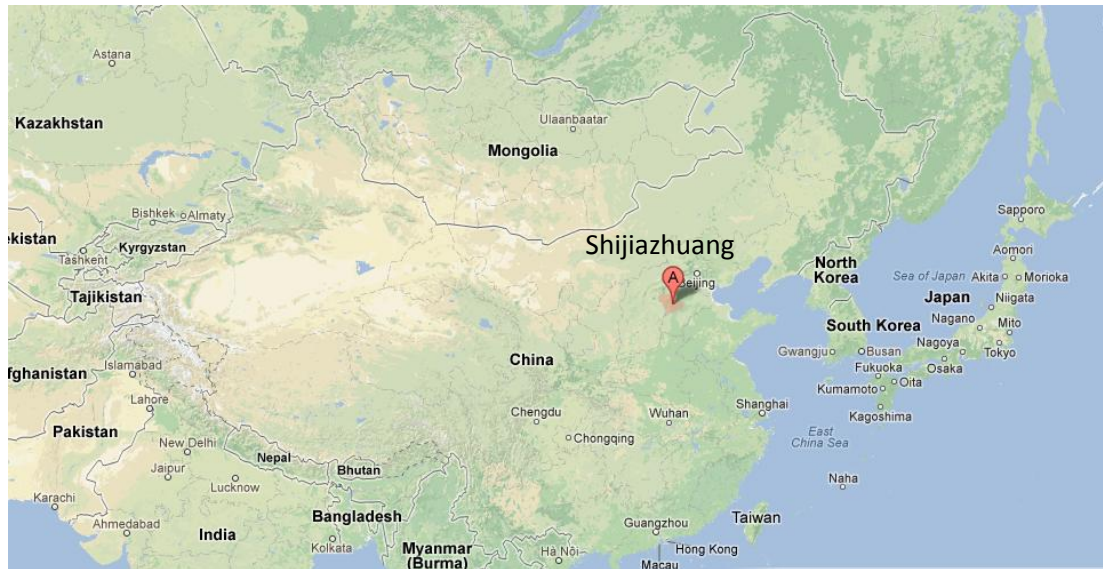 Astana
Kazakhstan
Ulaanbaatar
Mongolia
Bishkek
Almaty
ekistan
Kyrgyzstan
Tashkent
Tajikistan
Shijiazhuang
A
Beijing
North
Korea
Sea of Japan
Sapporo
Aomori
Akita
Morioka
Japan
Niigata
South Korea
Nagano
Mito
Gwangju
Busan
Nagoya
Tokyo
Osaka
Fukuoka
Oita
Kumamoto
Kagoshima
China
Islamabad
fghanistan
Lahore
Pakistan
New Delhi
Nepal
Bhutan
Jaipur
Lucknow
Karachi
Ahmedabad
India
Bangladesh
Kolkata
Myanmar
(Burma)
Chengdu
Chongqing
Wuhan
Shanghai
East
China Sea
Naha
Guangzhou
Taiwan
Hong Kong
Macau
Hà Nội